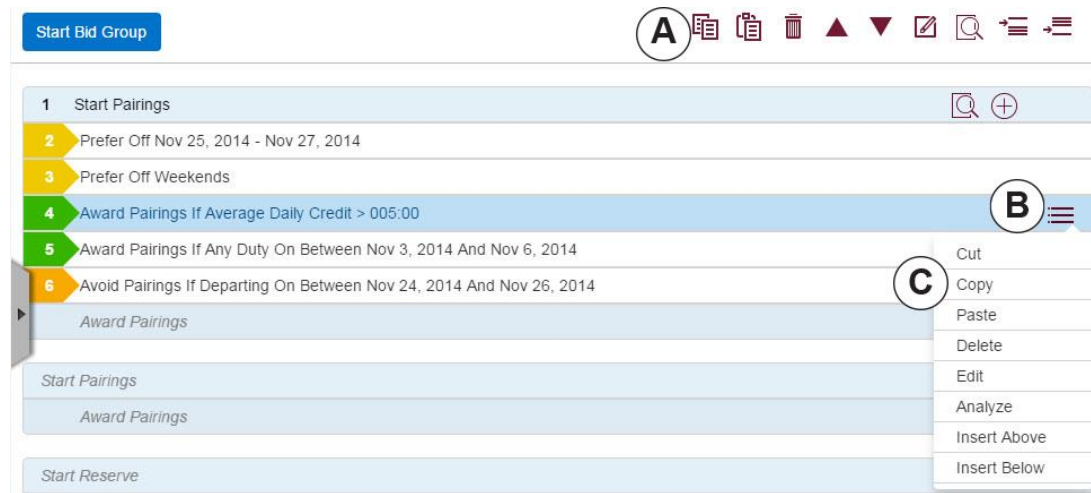 Start Bid Group
A
1 Start Pairings
2 Prefer Off Nov 25, 2014 - Nov 27, 2014
3 Prefer Off Weekends
4 Award Pairings If Average Daily Credit > 005:00
B
5 Award Pairings If Any Duty On Between Nov 3, 2014 And Nov 6, 2014
6 Avoid Pairings If Departing On Between Nov 24, 2014 And Nov 26, 2014
Award Pairings
Start Pairings
Award Pairings
Start Reserve
C
Cut
Copy
Paste
Delete
Edit
Analyze
Insert Above
Insert Below